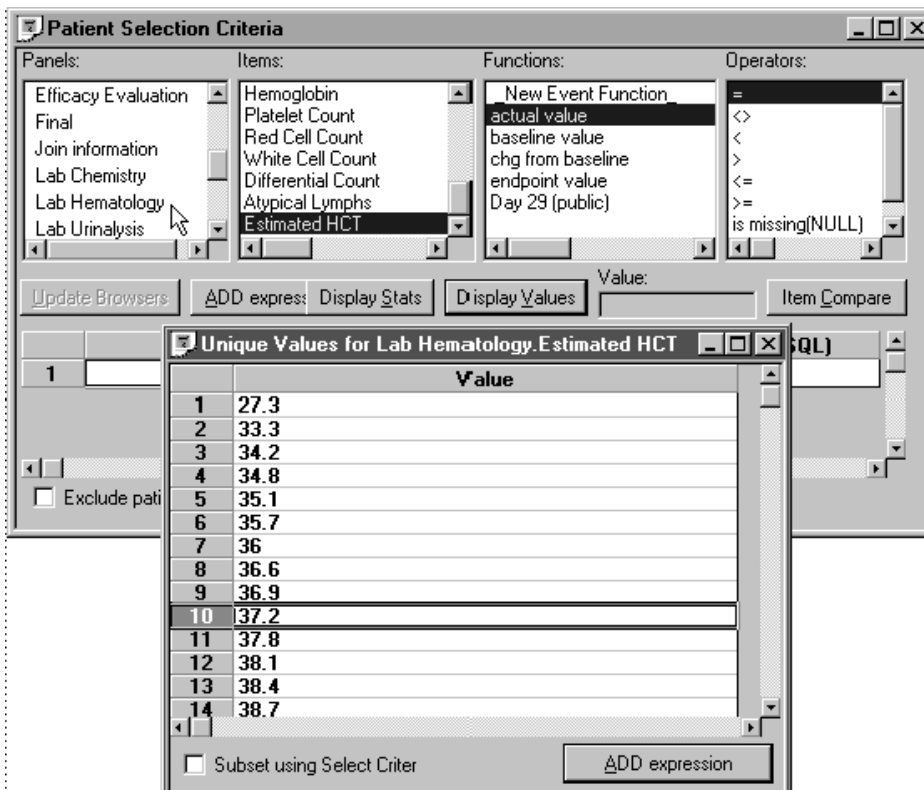 Patient Selection Criteria
Panels:
Items:
Functions:
Operators:
Efficacy Evaluation
Final
Join information
Lab Chemistry
Lab Hematology
Lab Urinalysis
Hemoglobin
Platelet Count
Red Cell Count
White Cell Count
Differential Count
Atypical Lymphs
Estimated HCT
_New Event Function_
actual value
baseline value
chg from baseline
endpoint value
Day 29 (public)
=
<>
<
>
<=
>=
is missing(NULL)
Update Browsers
ADD express
Display Stats
Display Values
Value:
Item Compare
SQL)
1
Exclude pati
Unique Values for Lab Hematology.Estimated HCT
Value
1 27.3
2 33.3
3 34.2
4 34.8
5 35.1
6 35.7
7 36
8 36.6
9 36.9
10 37.2
11 37.8
12 38.1
13 38.4
14 38.7
Subset using Select Criter
ADD expression